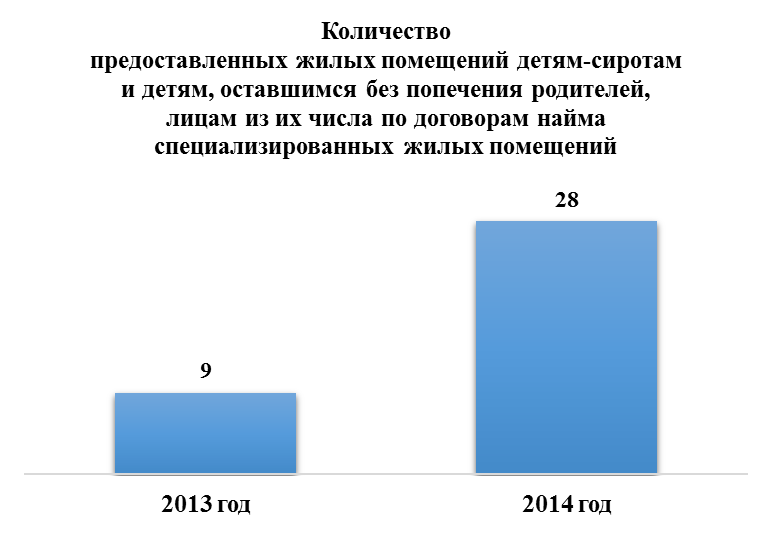 Количество
предоставленных жилых помещений детям-сиротам
и детям, оставшимся без попечения родителей,
лицам из их числа по договорам найма
специализированных жилых помещений
28
9
2013 год
2014 год